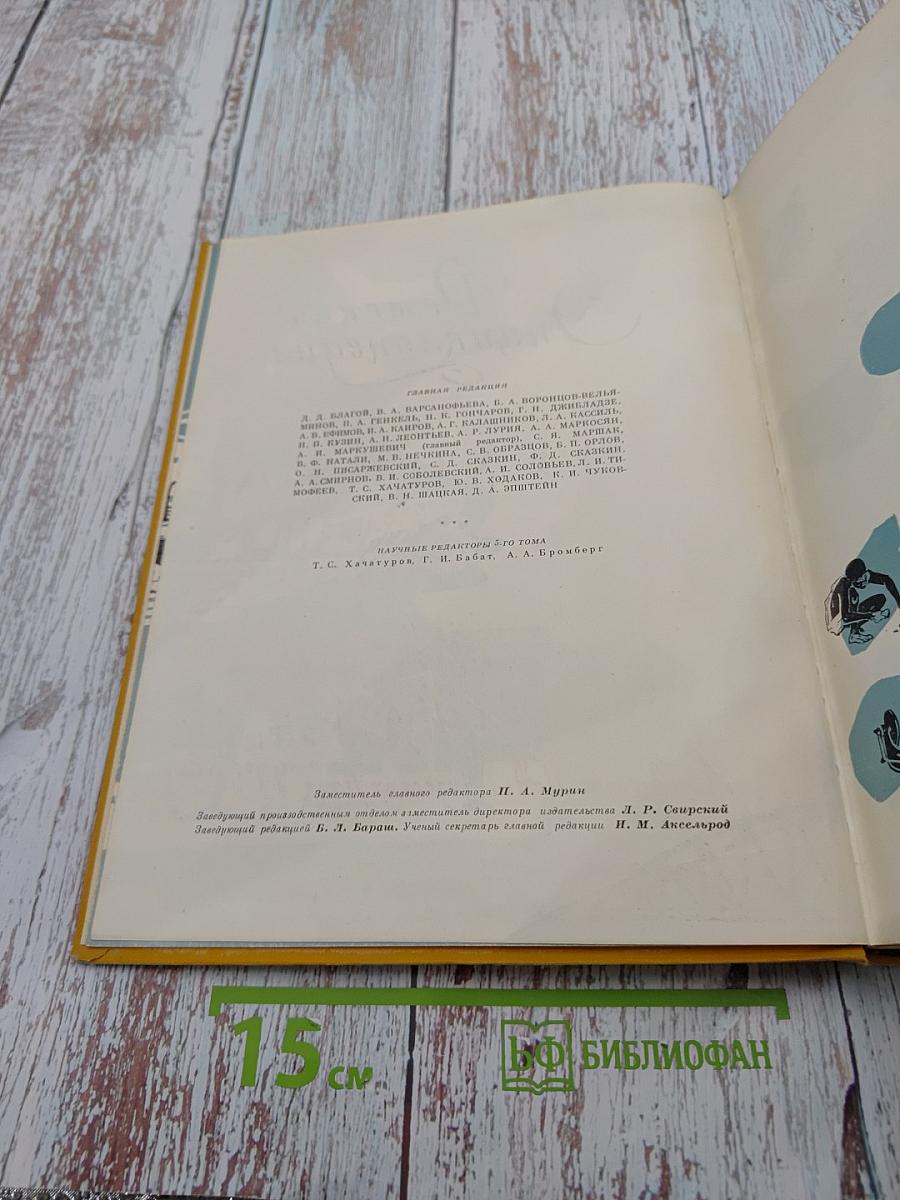 ГЛАВНАЯ РЕДАКЦИЯ
Д. Д. БЛАГОЙ, В. А. ВАРСАНОФЬЕВА, Б. А. ВОРОНЦОВ-ВЕЛЬЯ-
МИНОВ, П. А. ГЕНКЕЛЬ, Н. К. ГОНЧАРОВ, Г. Н. ДЖИБЛАДЗЕ,
А. В. ЕФИМОВ, И. А. КАИРОВ, А. Г. КАЛАШНИКОВ, Л. А. КАССИЛЬ,
Н. П. КУЗИН, А. Н. ЛЕОНТЬЕВ, А. Р. ЛУРИЯ, А. А. МАРКОСЯН,
А. И. МАРКУШЕВИЧ (главный редактор), С. Я. МАРШАК,
В. Ф. НАТАЛИ, М. В. НЕЧКИНА, С. В. ОБРАЗЦОВ, Б. П. ОРЛОВ,
О. Н. ПИСАРЖЕВСКИЙ, С. Д. СКАЗКИН, Ф. Д. СКАЗКИН,
А. А. СМИРНОВ, В. И. СОБОЛЕВСКИЙ, А. И. СОЛОВЬЕВ, Л. И. ТИ-
МОФЕЕВ, Т. С. ХАЧАТУРОВ, Ю. В. ХОДАКОВ, К. И. ЧУКОВ-
СКИЙ, В. Н. ШАЦКАЯ, Д. А. ЭПШТЕЙН
* * *
НАУЧНЫЕ РЕДАКТОРЫ 5-ГО ТОМА
Т. С. Хачатуров, Г. И. Бабат, А. А. Бромберг
Заместитель главного редактора П. А. Мурин
Заведующий производственным отделом заместитель директора издательства Л. Р. Свирский
Заведующий редакцией Б. Л. Бараш. Ученый секретарь главной редакции И. М. Аксельрод
15 см БФ БИБЛИОФАН